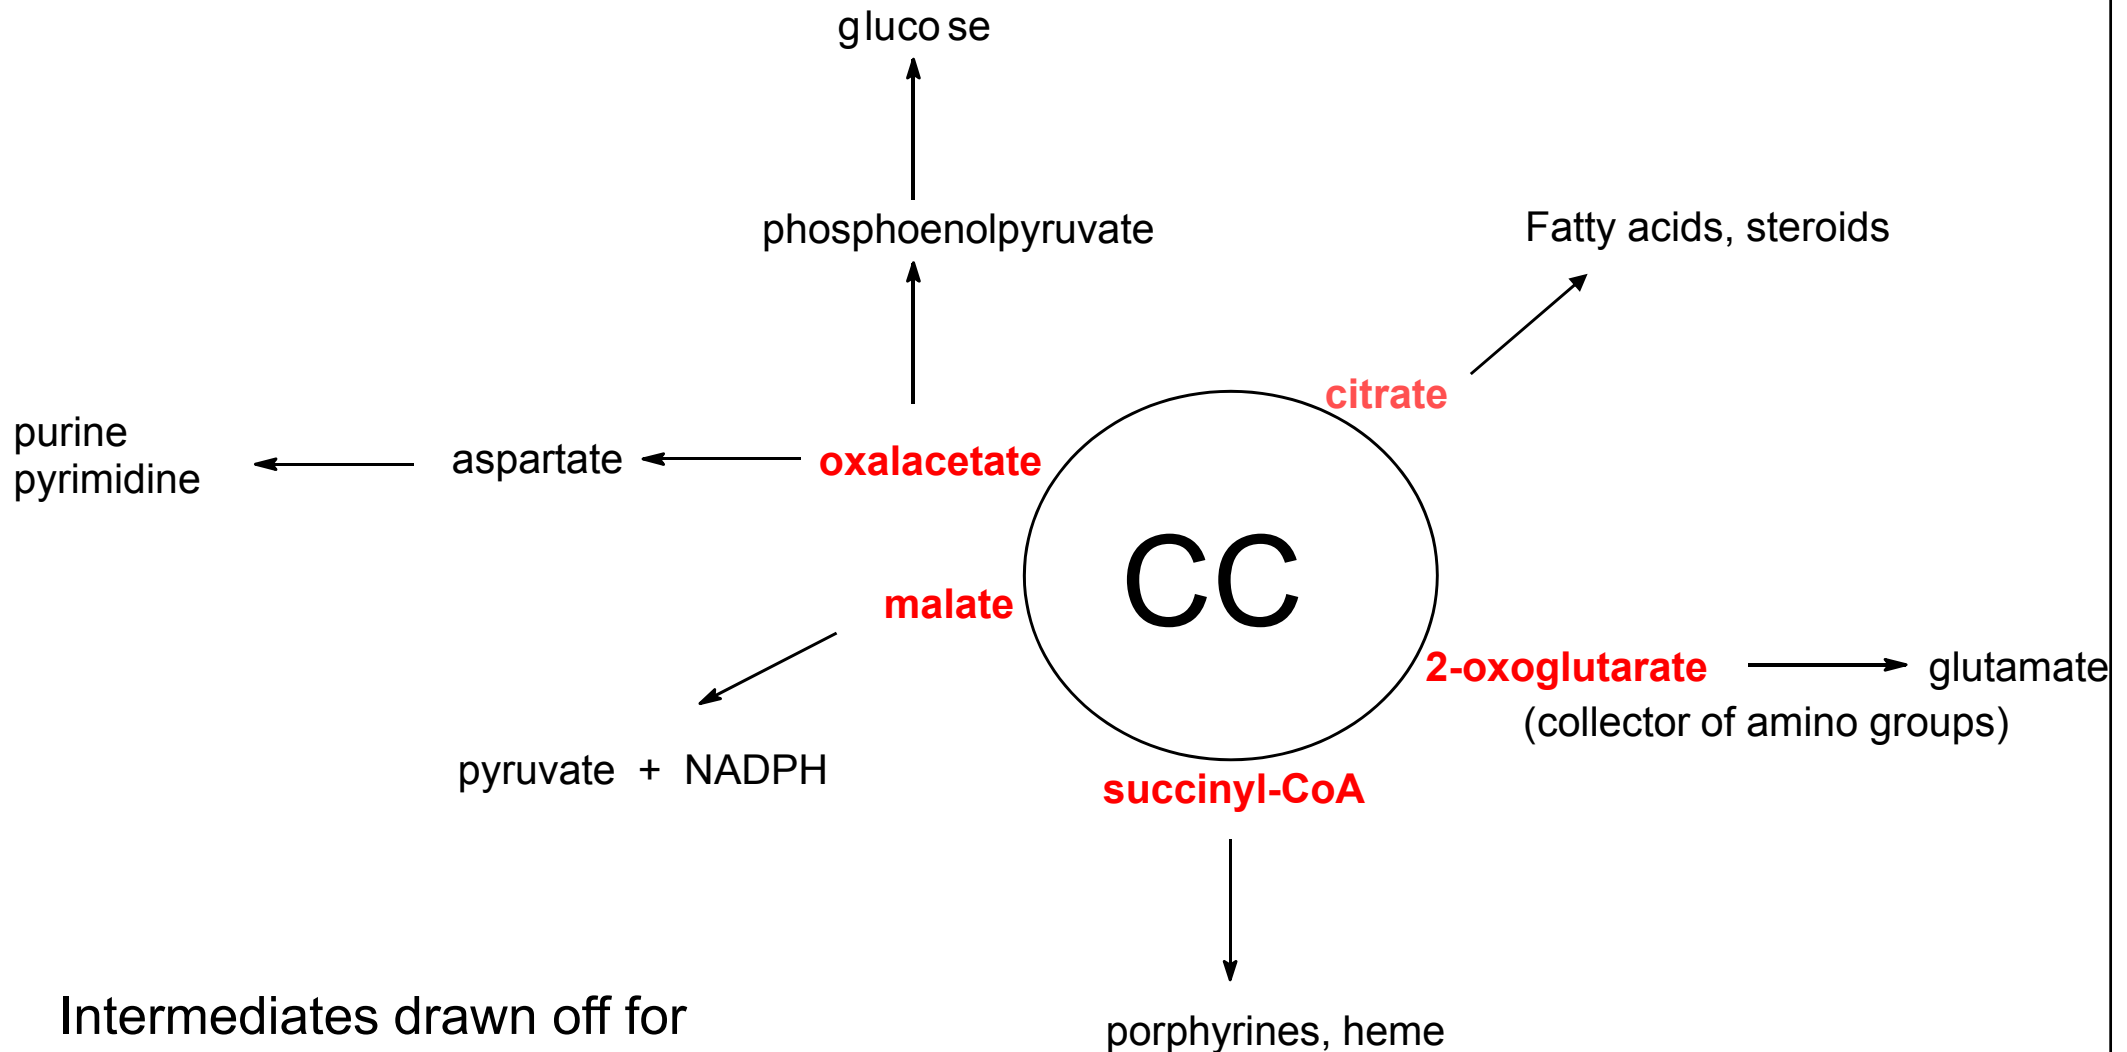 glucose
phosphoenolpyruvate
Fatty acids, steroids
citrate
purine
pyrimidine
aspartate
oxalacetate
CC
malate
2-oxoglutarate
glutamate
(collector of amino groups)
pyruvate + NADPH
succinyl-CoA
Intermediates drawn off for
porphyrines, heme